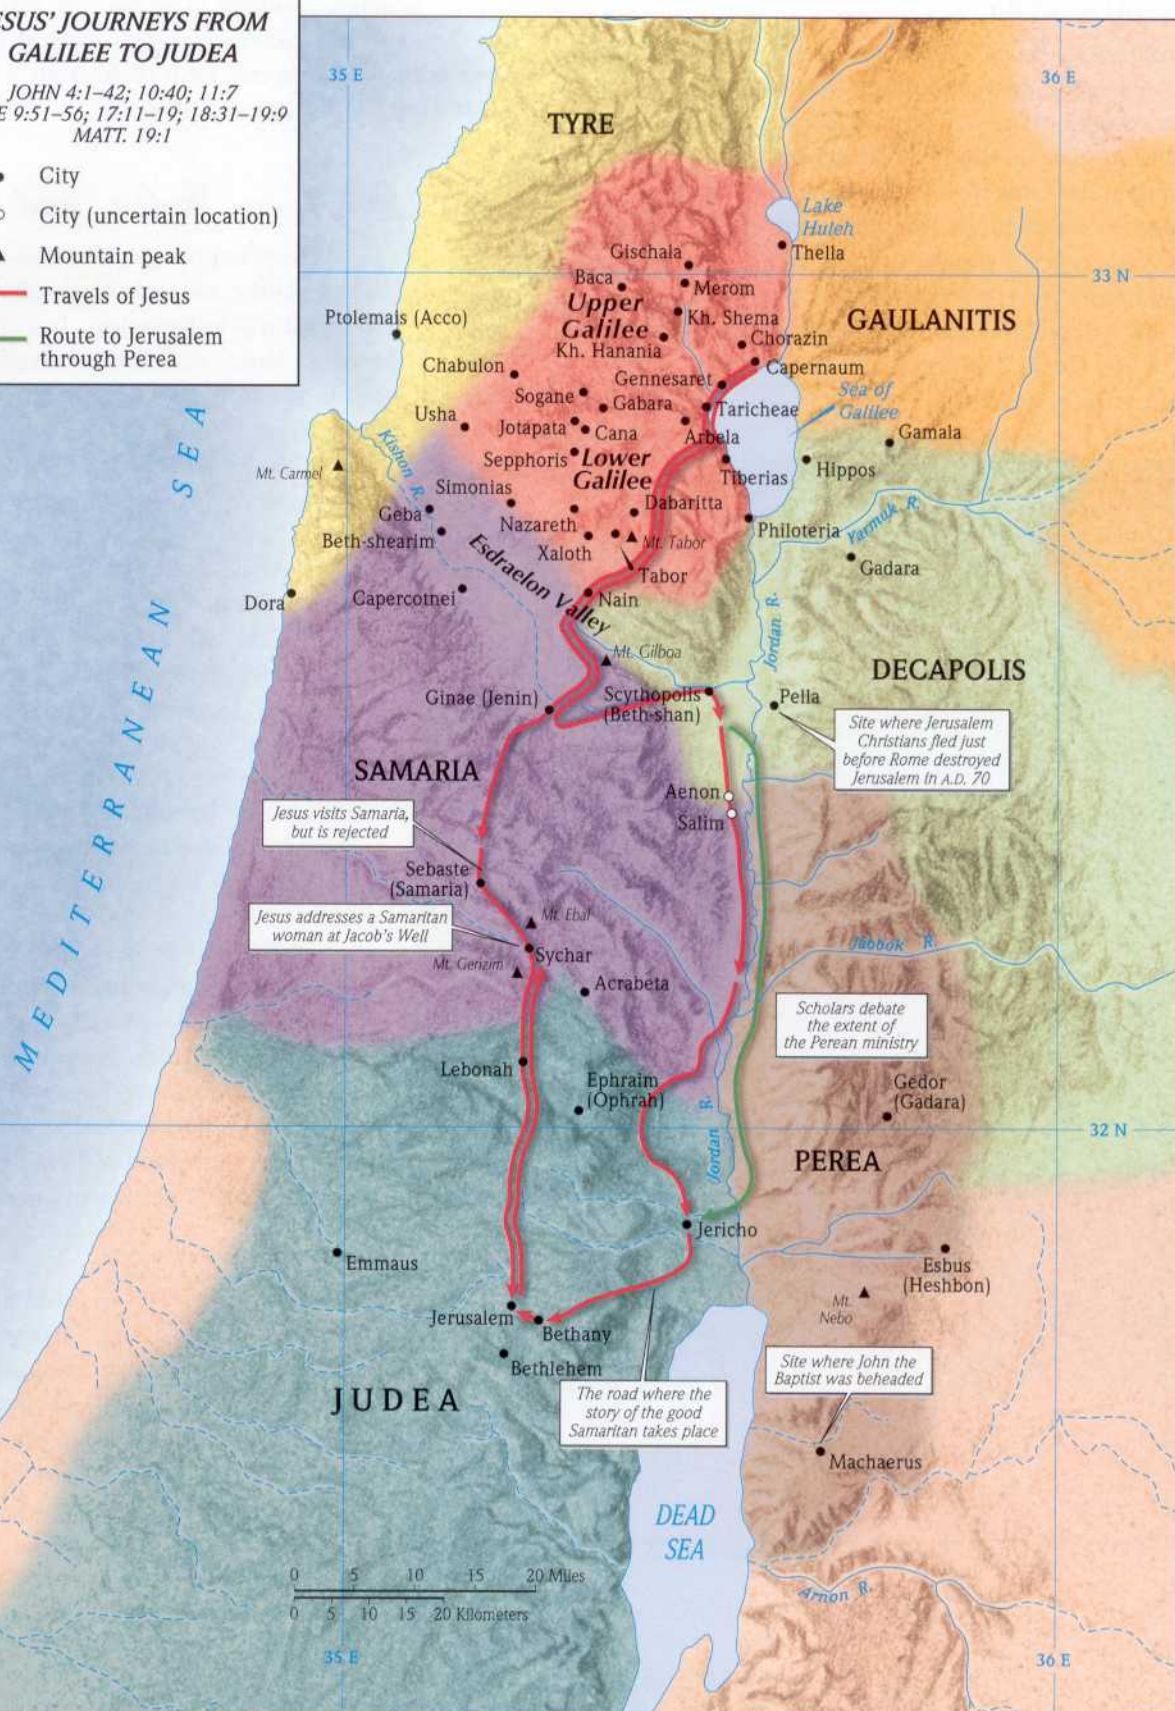 ESUS' JOURNEYS FROM
GALILEE TO JUDEA
JOHN 4:1–42; 10:40; 11:7
E 9:51–56; 17:11–19; 18:31–19:9
MATT. 19:1
City
City (uncertain location)
Mountain peak
Travels of Jesus
Route to Jerusalem
through Perea
35 E
36 E
TYRE
Lake
Huleh
Thella
Gischala
33 N
Baca
Merom
Upper
Galilee
Kh. Shema
Ptolemais (Acco)
GAULANITIS
Chorazin
Kh. Hanania
Capernaum
Chabulon
Gennesaret
Sea of
Galilee
Sogane
Gabara
Taricheae
Usha
Jotapata
Cana
Arbela
Gamala
Kishon R.
Sepphoris
Lower
Galilee
Tiberias
Hippos
Mt. Carmel
Simonias
Dabaritta
Geba
Nazareth
Philoteria
Yarmuk R.
Beth-shearim
Xaloth
Mt. Tabor
Esdraelon Valley
Tabor
Gadara
Dora
Capercotnei
Nain
Jordan R.
Mt. Gilboa
DECAPOLIS
Ginae (Jenin)
Scythopolis
(Beth-shan)
Pella
Site where Jerusalem
Christians fled just
before Rome destroyed
Jerusalem in A.D. 70
MEDITERRANEAN SEA
SAMARIA
Aenon
Salim
Jesus visits Samaria,
but is rejected
Sebaste
(Samaria)
Jesus addresses a Samaritan
woman at Jacob's Well
Mt. Ebal
Sychar
Jabbok R.
Mt. Gerizim
Acrabeta
Scholars debate
the extent of
the Perean ministry
Lebonah
Ephraim
(Ophrah)
Gedor
(Gadara)
32 N
Jordan R.
PEREA
Jericho
Emmaus
Esbus
(Heshbon)
Mt.
Nebo
Jerusalem
Bethany
Bethlehem
JUDEA
The road where the
story of the good
Samaritan takes place
Site where John the
Baptist was beheaded
Machaerus
DEAD
SEA
0 5 10 15 20 Miles
0 5 10 15 20 Kilometers
Arnon R.
35 E
36 E